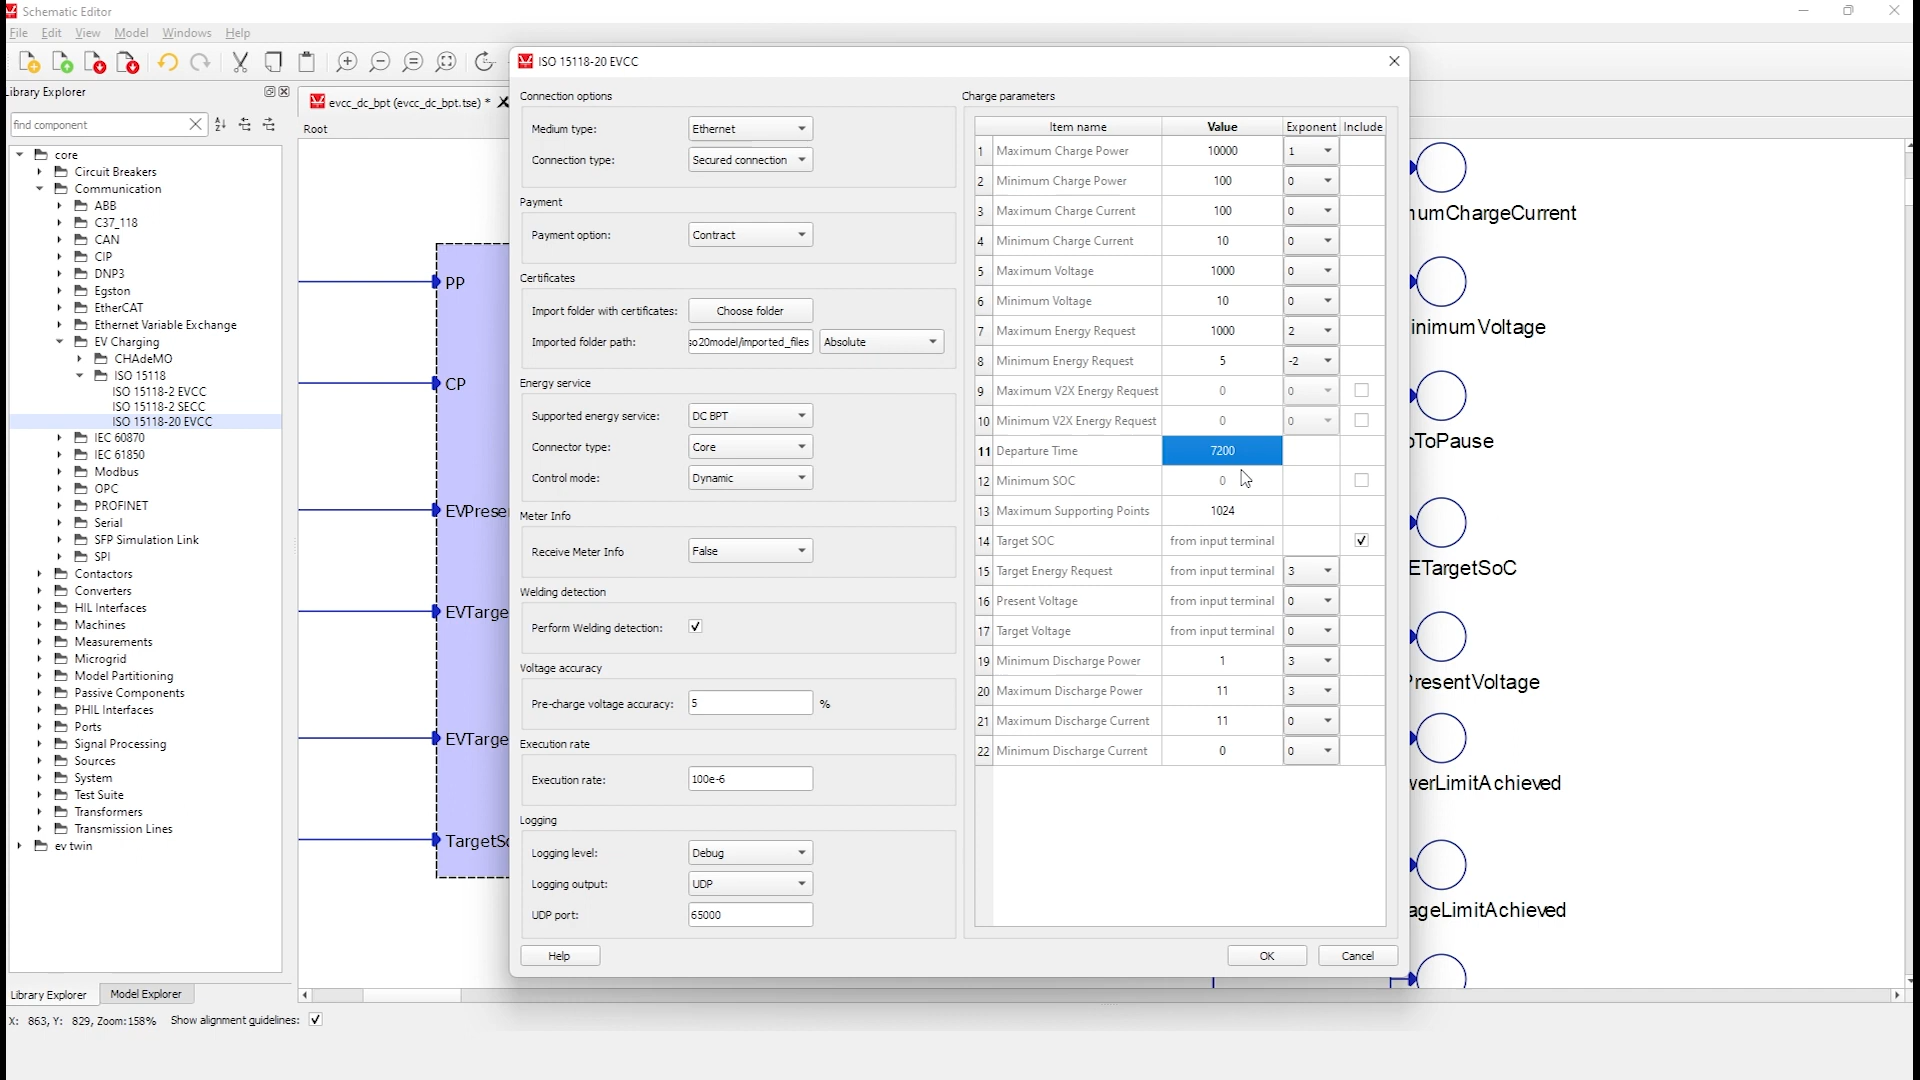 Schematic Editor
File Edit View Model Windows Help
ISO 15118-20 EVCC
Library Explorer
find component
evcc_dc_bpt (evcc_dc_bpt.tse) *
Root
core
Circuit Breakers
Communication
ABB
C37_118
CAN
CIP
DNP3
Egston
EtherCAT
Ethernet Variable Exchange
EV Charging
CHAdeMO
ISO 15118
ISO 15118-2 EVCC
ISO 15118-2 SECC
ISO 15118-20 EVCC
IEC 60870
IEC 61850
Modbus
OPC
PROFINET
Serial
SFP Simulation Link
SPI
Contactors
Converters
HIL Interfaces
Machines
Measurements
Microgrid
Model Partitioning
Passive Components
PHIL Interfaces
Ports
Signal Processing
Sources
System
Test Suite
Transformers
Transmission Lines
ev twin
Library Explorer Model Explorer
X: 863, Y: 829, Zoom:158% Show alignment guidelines:
PP
CP
EVPrese
EVTarge
EVTarge
TargetSo
Connection options
Medium type: Ethernet
Connection type: Secured connection
Payment
Payment option: Contract
Certificates
Import folder with certificates: Choose folder
Imported folder path: so20model/imported_files Absolute
Energy service
Supported energy service: DC BPT
Connector type: Core
Control mode: Dynamic
Meter Info
Receive Meter Info False
Welding detection
Perform Welding detection:
Voltage accuracy
Pre-charge voltage accuracy: 5 %
Execution rate
Execution rate: 100e-6
Logging
Logging level: Debug
Logging output: UDP
UDP port: 65000
Help
Charge parameters
Item name Value Exponent Include
1 Maximum Charge Power 10000 1
2 Minimum Charge Power 100 0
3 Maximum Charge Current 100 0
4 Minimum Charge Current 10 0
5 Maximum Voltage 1000 0
6 Minimum Voltage 10 0
7 Maximum Energy Request 1000 2
8 Minimum Energy Request 5 -2
9 Maximum V2X Energy Request 0 0
10 Minimum V2X Energy Request 0 0
11 Departure Time 7200
12 Minimum SOC 0
13 Maximum Supporting Points 1024
14 Target SOC from input terminal
15 Target Energy Request from input terminal 3
16 Present Voltage from input terminal 0
17 Target Voltage from input terminal 0
19 Minimum Discharge Power 1 3
20 Maximum Discharge Power 11 3
21 Maximum Discharge Current 11 0
22 Minimum Discharge Current 0 0
OK Cancel
umChargeCurrent
inimumVoltage
ToPause
ETargetSoC
resentVoltage
werLimitAchieved
ageLimitAchieved